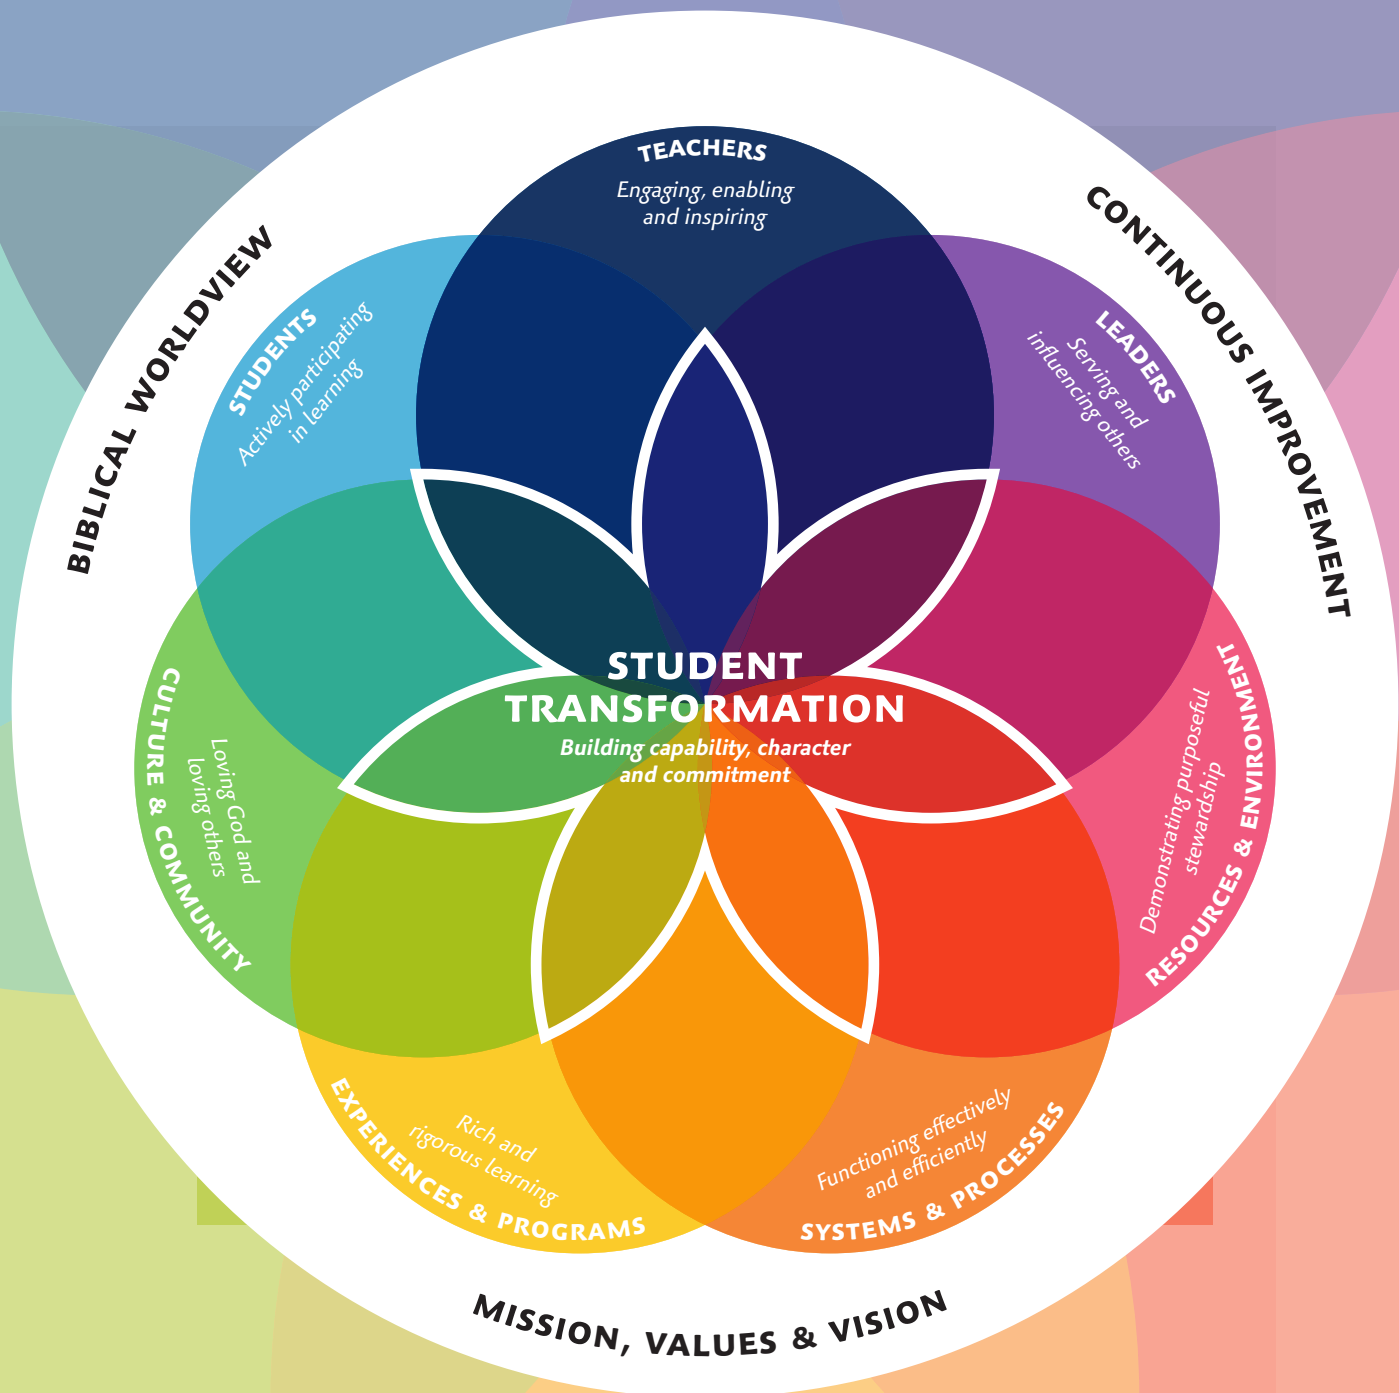 BIBLICAL WORLDVIEW
CONTINUOUS IMPROVEMENT
TEACHERS
Engaging, enabling
and inspiring
STUDENTS
Actively participating
in learning
LEADERS
Serving and
influencing others
STUDENT
TRANSFORMATION
Building capability, character
and commitment
CULTURE & COMMUNITY
Loving God and
loving others
RESOURCES & ENVIRONMENT
Demonstrating purposeful
stewardship
EXPERIENCES & PROGRAMS
Rich and
rigorous learning
SYSTEMS & PROCESSES
Functioning effectively
and efficiently
MISSION, VALUES & VISION